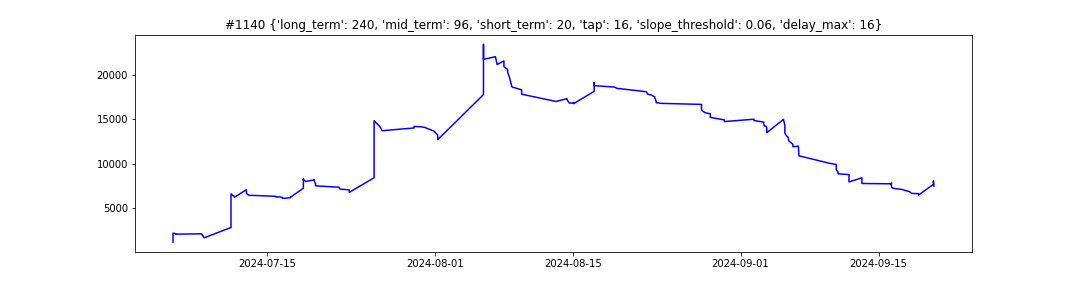 #1140 {'long_term': 240, 'mid_term': 96, 'short_term': 20, 'tap': 16, 'slope_threshold': 0.06, 'delay_max': 16}
20000
15000
10000
5000
2024-07-15 2024-08-01 2024-08-15 2024-09-01 2024-09-15